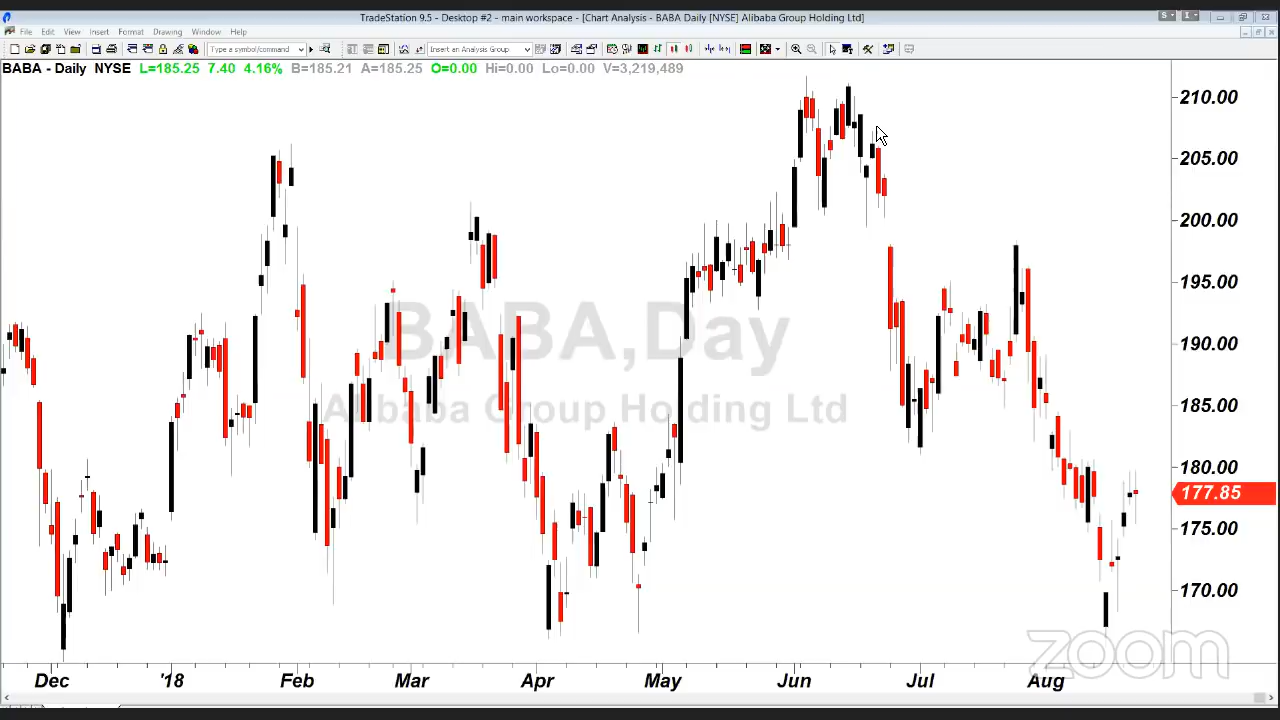 TradeStation 9.5 - Desktop #2 - main workspace - [Chart Analysis - BABA Daily [NYSE] Alibaba Group Holding Ltd]
File Edit View Insert Format Drawing Window Help
Type a symbol/command Insert an Analysis Group
BABA - Daily NYSE L=185.25 7.40 4.16% B=185.21 A=185.25 O=0.00 Hi=0.00 Lo=0.00 V=3,219,489
210.00
205.00
200.00
195.00
BABA,Day
190.00
Alibaba Group Holding Ltd
185.00
180.00
177.85
175.00
170.00
zoom
Dec '18 Feb Mar Apr May Jun Jul Aug